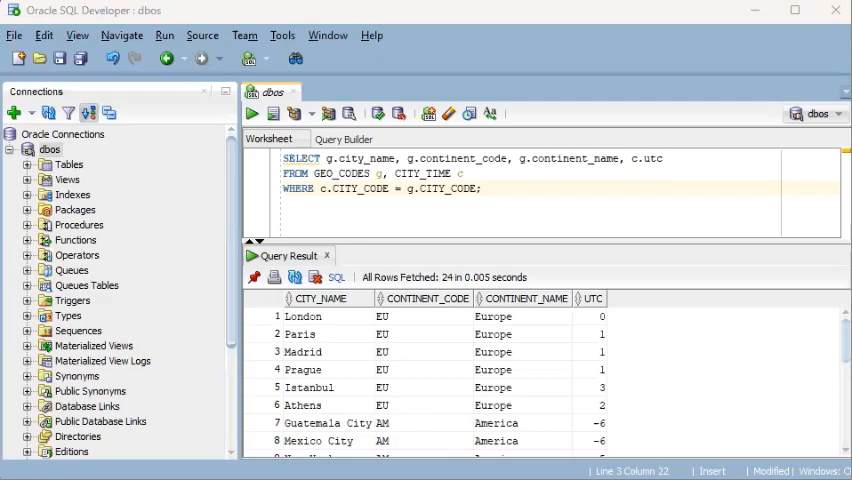 Oracle SQL Developer : dbos
File Edit View Navigate Run Source Team Tools Window Help
Connections
Oracle Connections
dbos
Tables
Views
Indexes
Packages
Procedures
Functions
Operators
Queues
Queues Tables
Triggers
Types
Sequences
Materialized Views
Materialized View Logs
Synonyms
Public Synonyms
Database Links
Public Database Links
Directories
Editions
dbos
dbos
Worksheet Query Builder
SELECT g.city_name, g.continent_code, g.continent_name, c.utc
FROM GEO_CODES g, CITY_TIME c
WHERE c.CITY_CODE = g.CITY_CODE;
Query Result x
SQL All Rows Fetched: 24 in 0.005 seconds
CITY_NAME CONTINENT_CODE CONTINENT_NAME UTC
1 London EU Europe 0
2 Paris EU Europe 1
3 Madrid EU Europe 1
4 Prague EU Europe 1
5 Istanbul EU Europe 3
6 Athens EU Europe 2
7 Guatemala City AM America -6
8 Mexico City AM America -6
Line 3 Column 22 Insert Modified Windows: C